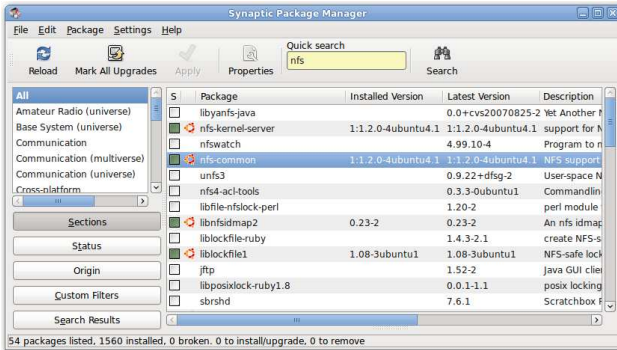 Synaptic Package Manager
File Edit Package Settings Help
Reload Mark All Upgrades Apply Properties Quick search nfs Search
All
Amateur Radio (universe)
Base System (universe)
Communication
Communication (multiverse)
Communication (universe)
Cross-platform
Sections
Status
Origin
Custom Filters
Search Results
S Package Installed Version Latest Version Description
libyanfs-java 0.0+cvs20070825-2 Yet Another N
nfs-kernel-server 1:1.2.0-4ubuntu4.1 1:1.2.0-4ubuntu4.1 support for N
nfswatch 4.99.10-4 Program to m
nfs-common 1:1.2.0-4ubuntu4.1 1:1.2.0-4ubuntu4.1 NFS support
unfs3 0.9.22+dfsg-2 User-space N
nfs4-acl-tools 0.3.3-0ubuntu1 Commandlin
libfile-nfslock-perl 1.20-2 perl module
libnfsidmap2 0.23-2 0.23-2 An nfs idmap
liblockfile-ruby 1.4.3-2.1 create NFS-s
liblockfile1 1.08-3ubuntu1 1.08-3ubuntu1 NFS-safe lock
jftp 1.52-2 Java GUI clie
libposixlock-ruby1.8 0.0.1-1.1 posix locking
sbrshd 7.6.1 Scratchbox R
54 packages listed, 1560 installed, 0 broken. 0 to install/upgrade, 0 to remove